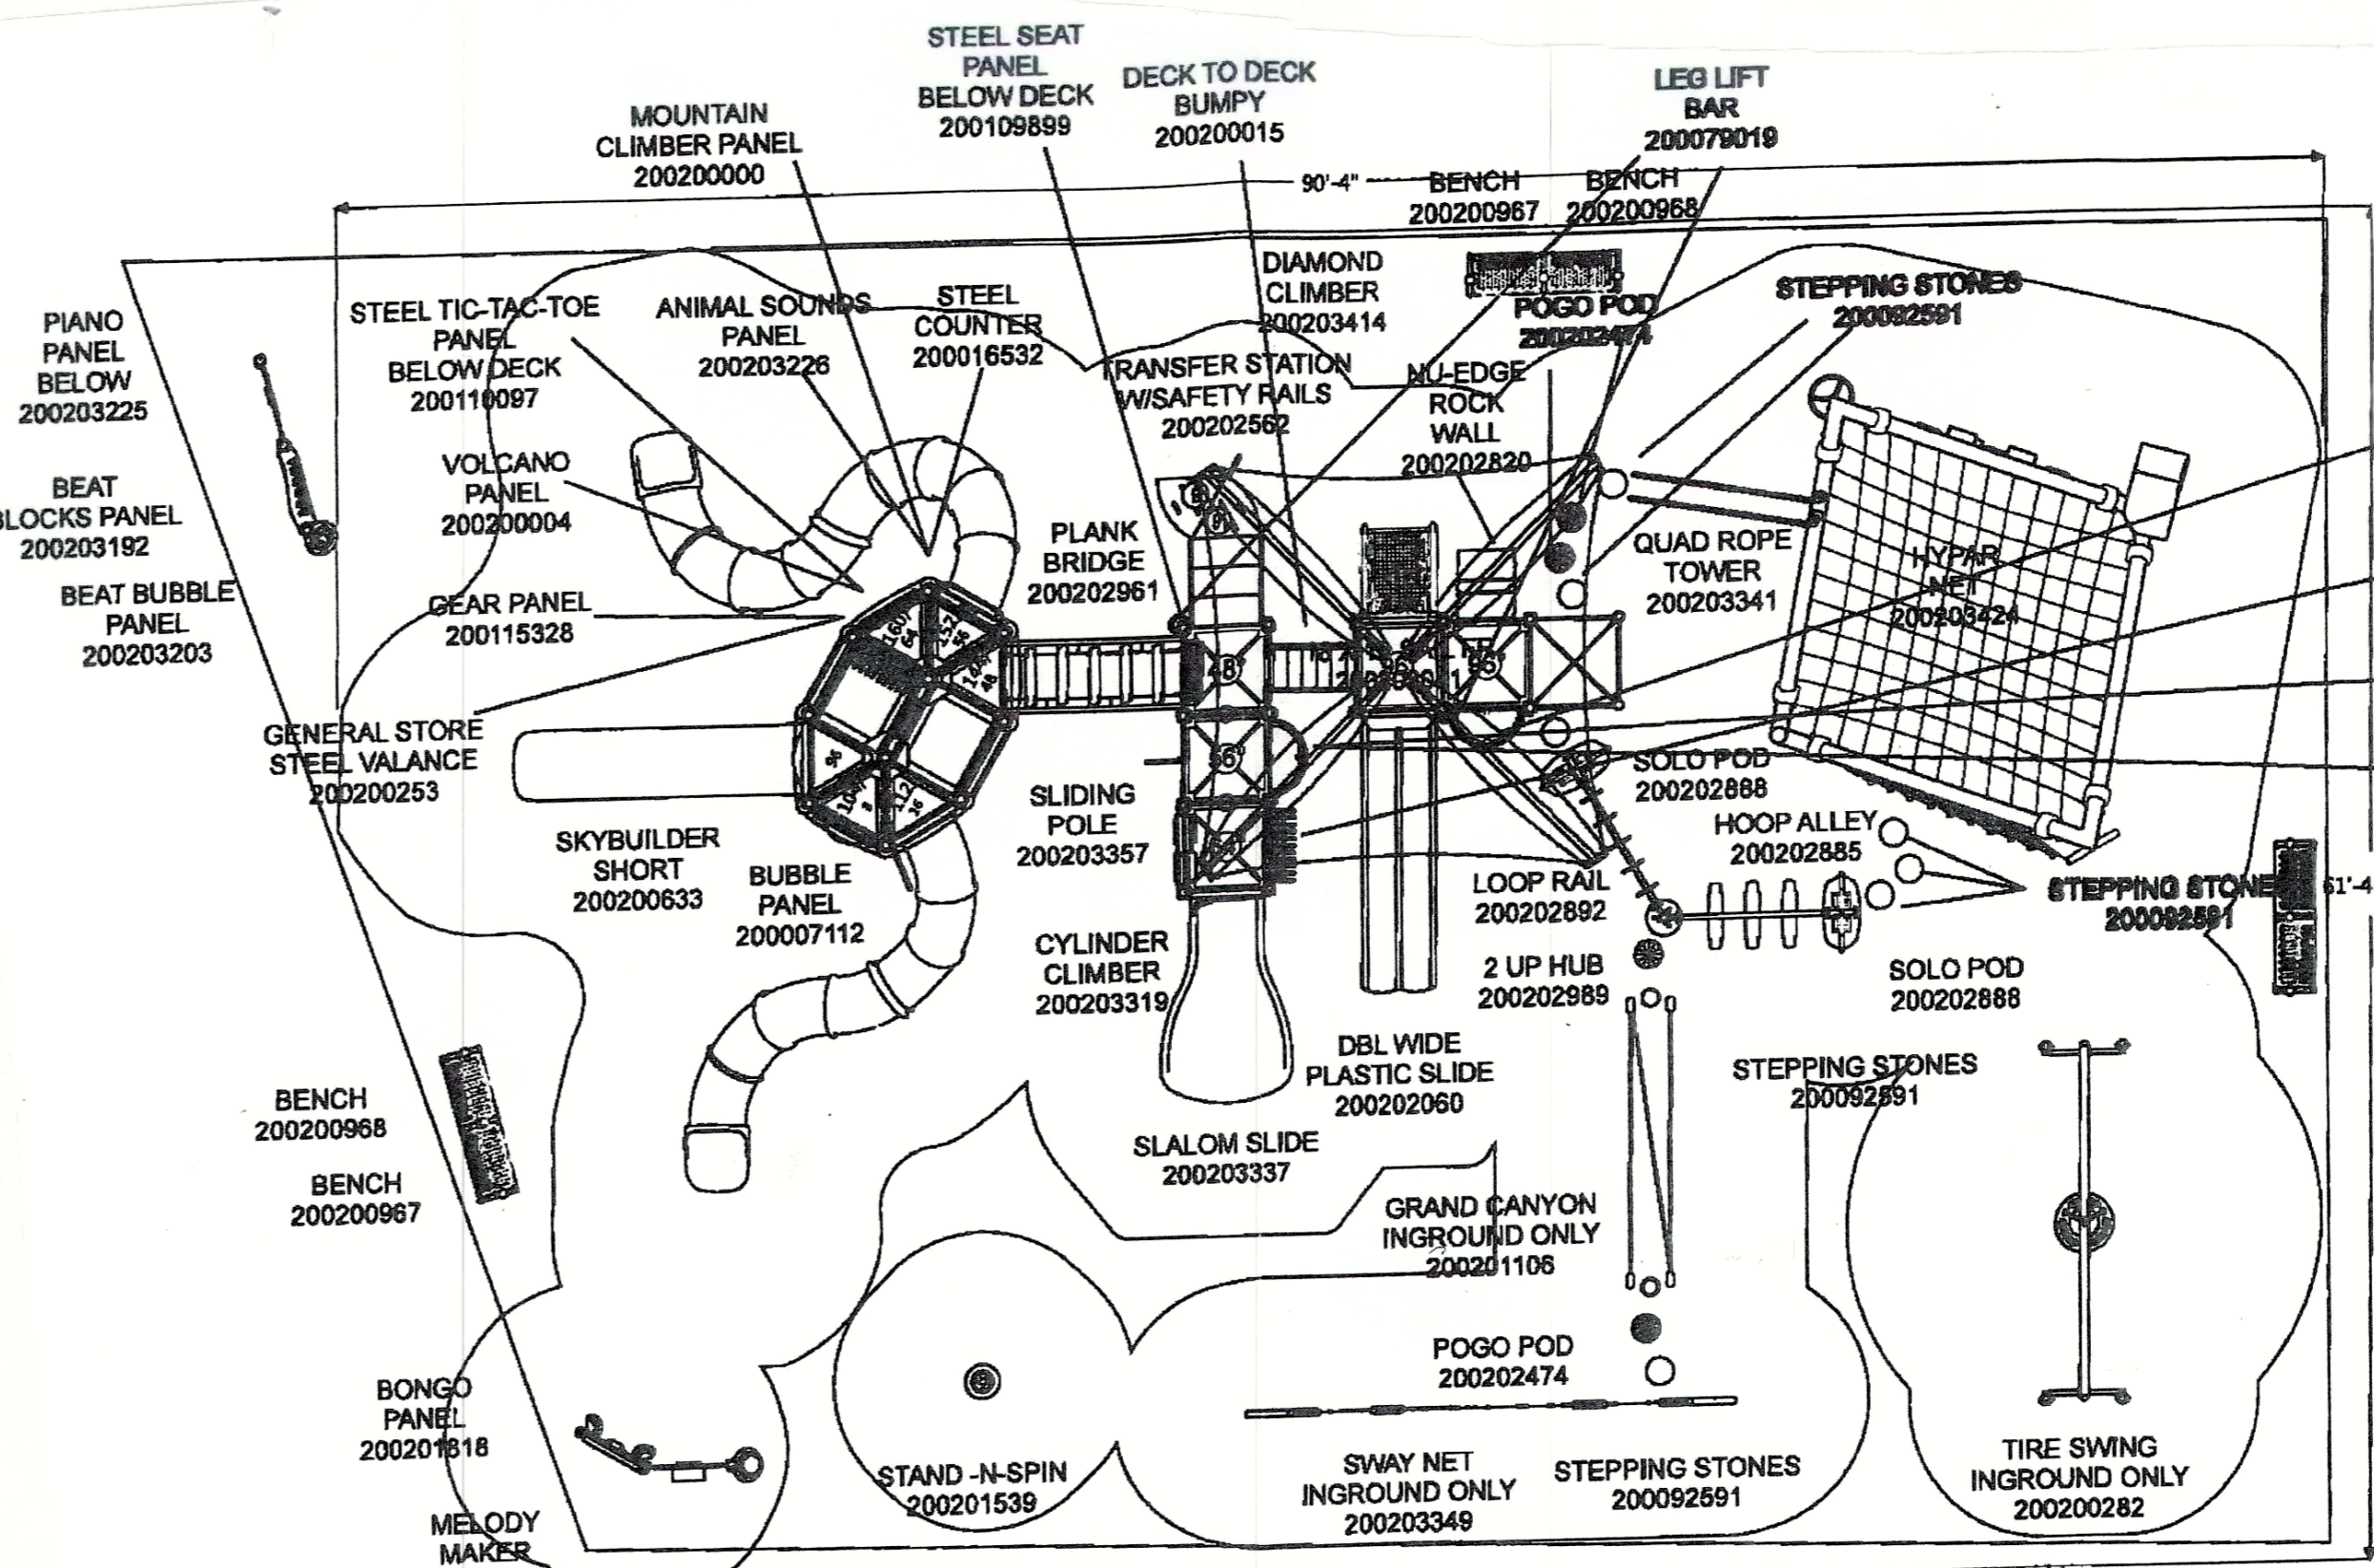 STEEL SEAT
PANEL
BELOW DECK
200109899
DECK TO DECK
BUMPY
200200015
LEG LIFT
BAR
200079019
MOUNTAIN
CLIMBER PANEL
200200000
90'-4"
BENCH
200200967
BENCH
200200968
DIAMOND
CLIMBER
200203414
POGO POD
200202474
STEPPING STONES
200092591
PIANO
PANEL
BELOW
200203225
STEEL TIC-TAC-TOE
PANEL
BELOW DECK
200110097
ANIMAL SOUNDS
PANEL
200203226
STEEL
COUNTER
200016532
TRANSFER STATION
W/SAFETY RAILS
200202562
NU-EDGE
ROCK
WALL
200202820
BEAT
BLOCKS PANEL
200203192
VOLCANO
PANEL
200200004
PLANK
BRIDGE
200202961
QUAD ROPE
TOWER
200203341
HYPAR
NET
200203424
BEAT BUBBLE
PANEL
200203203
GEAR PANEL
200115328
GENERAL STORE
STEEL VALANCE
200200253
SKYBUILDER
SHORT
200200633
BUBBLE
PANEL
200007112
SLIDING
POLE
200203357
SOLO POD
200202888
HOOP ALLEY
200202885
LOOP RAIL
200202892
STEPPING STONE
200092591
61'-4
CYLINDER
CLIMBER
200203319
2 UP HUB
200202989
SOLO POD
200202888
DBL WIDE
PLASTIC SLIDE
200202060
STEPPING STONES
200092591
BENCH
200200968
SLALOM SLIDE
200203337
BENCH
200200967
GRAND CANYON
INGROUND ONLY
200201106
POGO POD
200202474
BONGO
PANEL
200201818
STAND -N-SPIN
200201539
SWAY NET
INGROUND ONLY
200203349
STEPPING STONES
200092591
TIRE SWING
INGROUND ONLY
200200282
MELODY
MAKER